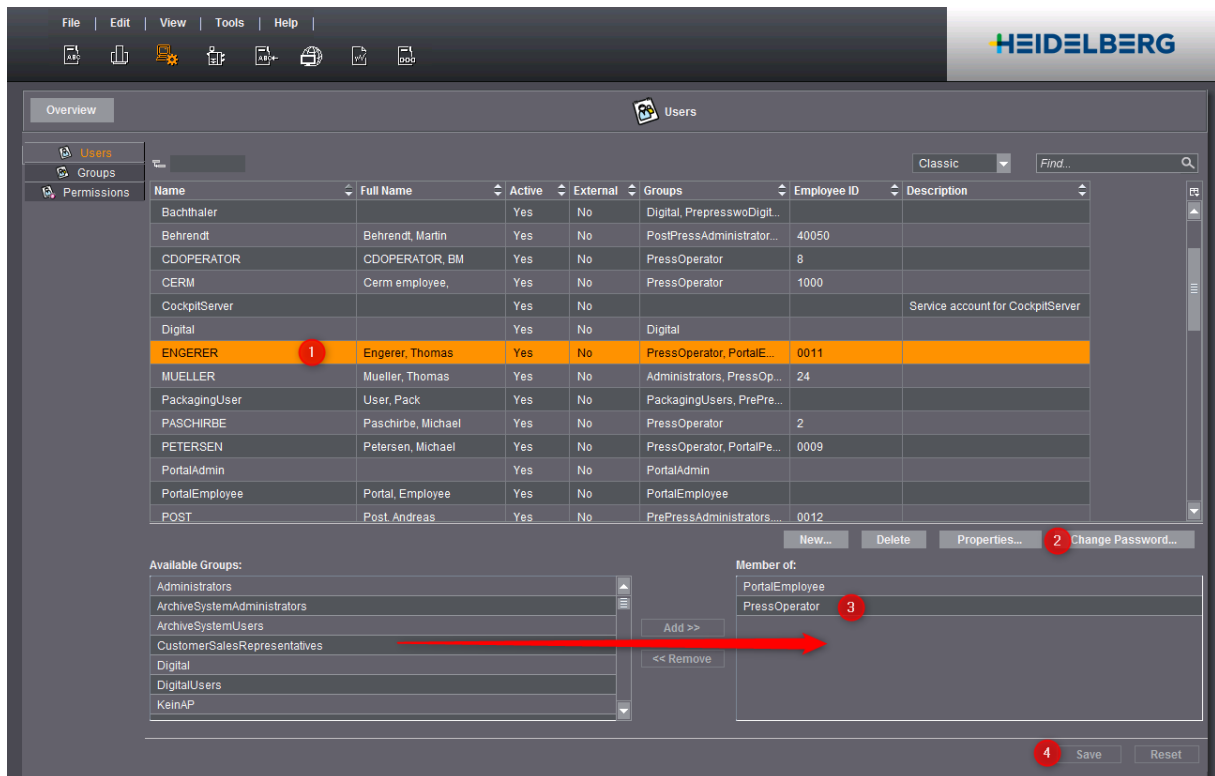 File | Edit | View | Tools | Help |
HEIDELBERG
Overview
Users
Users
Groups
Permissions
Classic
Find...
Name Full Name Active External Groups Employee ID Description
Bachthaler Yes No Digital, PrepresswoDigit...
Behrendt Behrendt, Martin Yes No PostPressAdministrator... 40050
CDOPERATOR CDOPERATOR, BM Yes No PressOperator 8
CERM Cerm employee, Yes No PressOperator 1000
CockpitServer Yes No Service account for CockpitServer
Digital Yes No Digital
ENGERER 1 Engerer, Thomas Yes No PressOperator, PortalE... 0011
MUELLER Mueller, Thomas Yes No Administrators, PressOp... 24
PackagingUser User, Pack Yes No PackagingUsers, PrePre...
PASCHIRBE Paschirbe, Michael Yes No PressOperator 2
PETERSEN Petersen, Michael Yes No PressOperator, PortalPe... 0009
PortalAdmin Yes No PortalAdmin
PortalEmployee Portal, Employee Yes No PortalEmployee
POST Post, Andreas Yes No PrePressAdministrators.... 0012
New... Delete Properties... 2 Change Password...
Available Groups:
Administrators
ArchiveSystemAdministrators
ArchiveSystemUsers
CustomerSalesRepresentatives
Digital
DigitalUsers
KeinAP
Add >>
<< Remove
Member of:
PortalEmployee
PressOperator 3
4 Save Reset